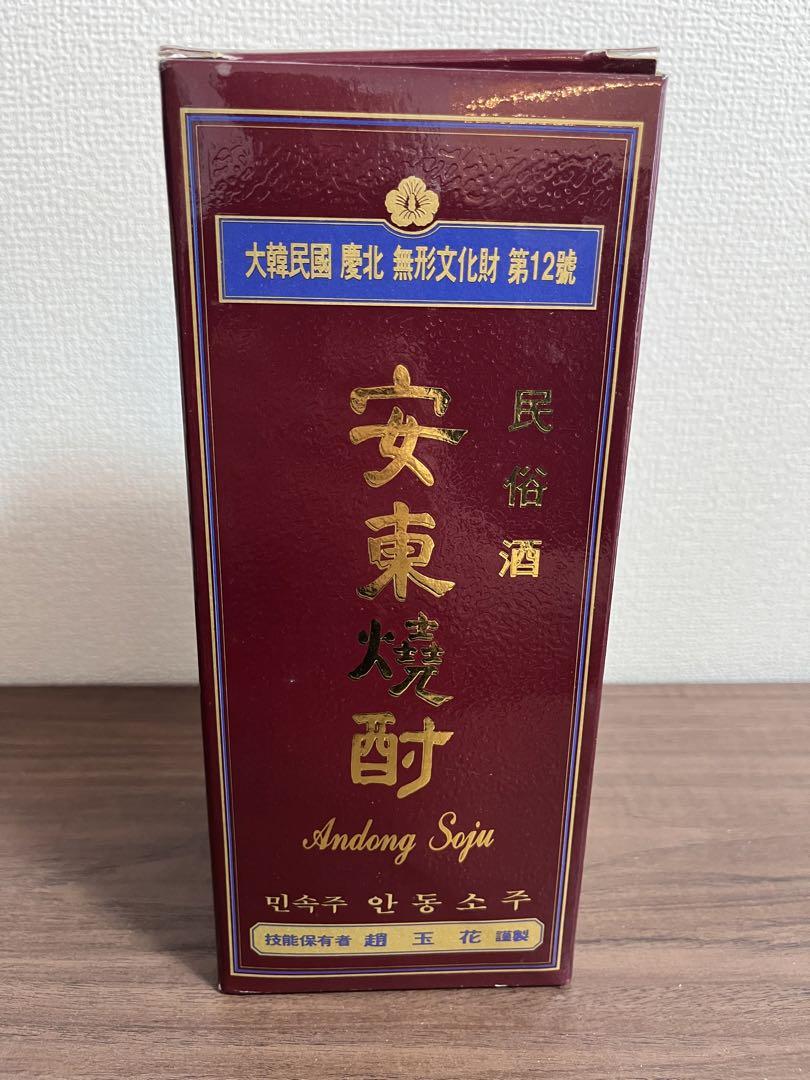 大韓民國 慶北 無形文化財 第12號
民俗酒
安東燒酎
Andong Soju
민속주 안동소주
技能保有者 趙玉花 謹製